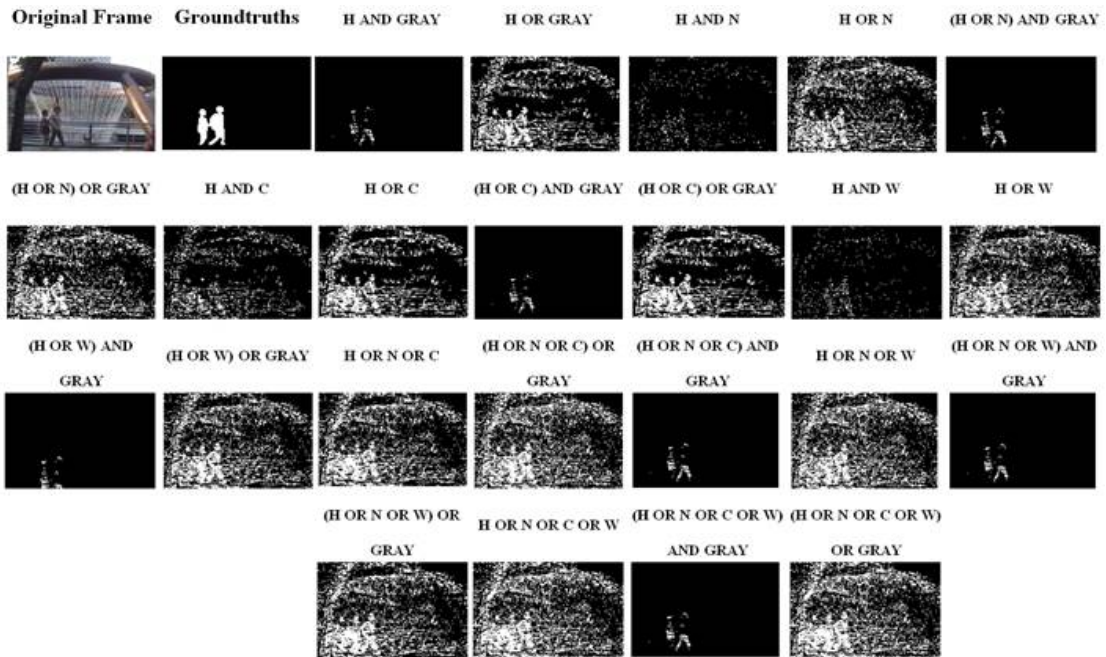 Original Frame
Groundtruths
H AND GRAY
H OR GRAY
H AND N
H OR N
(H OR N) AND GRAY
(H OR N) OR GRAY
H AND C
H OR C
(H OR C) AND GRAY
(H OR C) OR GRAY
H AND W
H OR W
(H OR W) AND
GRAY
(H OR W) OR GRAY
H OR N OR C
(H OR N OR C) OR
GRAY
(H OR N OR C) AND
GRAY
H OR N OR W
(H OR N OR W) AND
GRAY
(H OR N OR W) OR
GRAY
H OR N OR C OR W
(H OR N OR C OR W)
AND GRAY
(H OR N OR C OR W)
OR GRAY